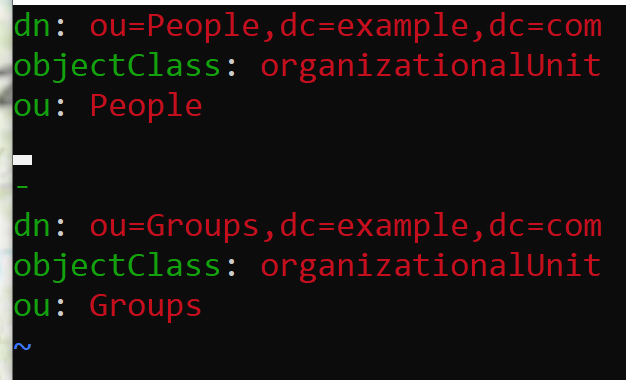 dn: ou=People,dc=example,dc=com
objectClass: organizationalUnit
ou: People
-
dn: ou=Groups,dc=example,dc=com
objectClass: organizationalUnit
ou: Groups
~